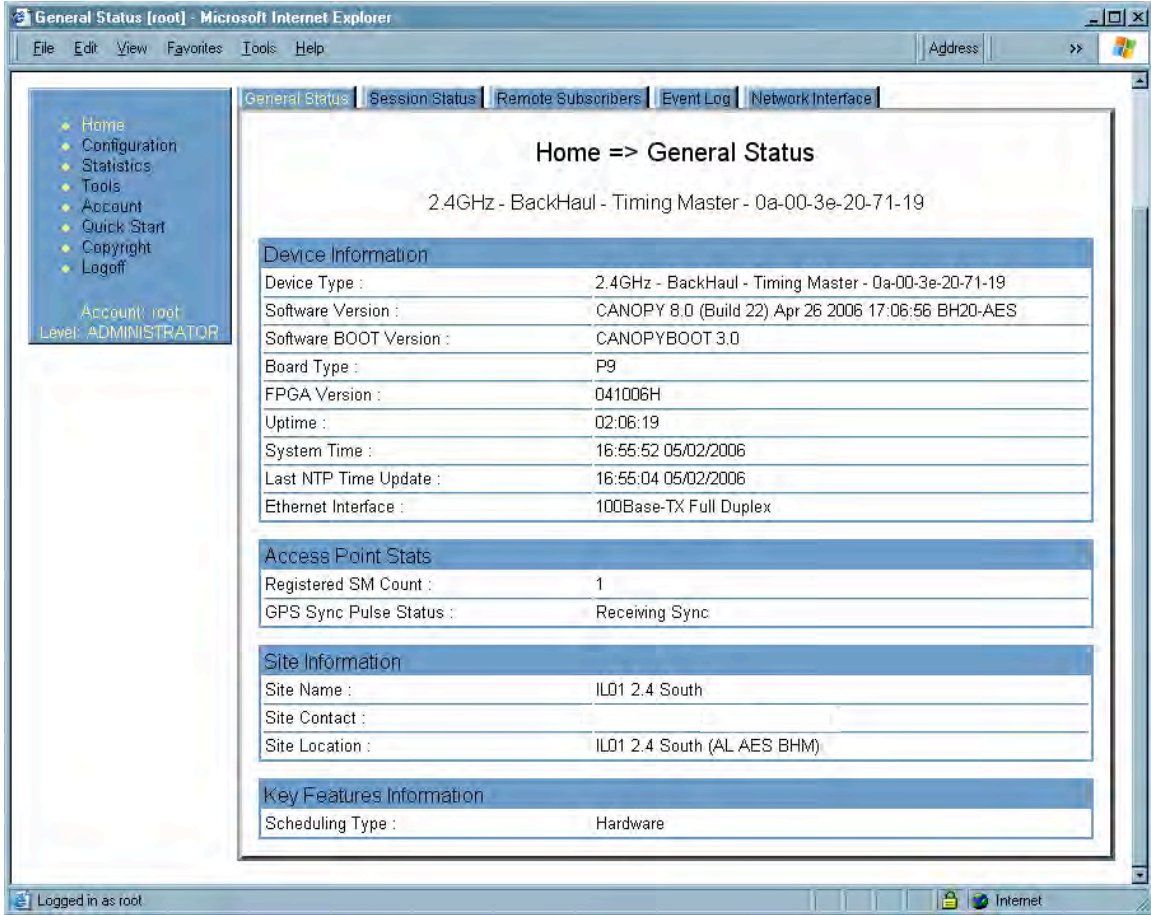 General Status [root] - Microsoft Internet Explorer
File Edit View Favorites Tools Help Address »
General Status Session Status Remote Subscribers Event Log Network Interface
Home
Configuration
Statistics
Tools
Account
Quick Start
Copyright
Logoff
Account: root
Level: ADMINISTRATOR
Home => General Status
2.4GHz - BackHaul - Timing Master - 0a-00-3e-20-71-19
Device Information
Device Type : 2.4GHz - BackHaul - Timing Master - 0a-00-3e-20-71-19
Software Version : CANOPY 8.0 (Build 22) Apr 26 2006 17:06:56 BH20-AES
Software BOOT Version : CANOPYBOOT 3.0
Board Type : P9
FPGA Version : 041006H
Uptime : 02:06:19
System Time : 16:55:52 05/02/2006
Last NTP Time Update : 16:55:04 05/02/2006
Ethernet Interface : 100Base-TX Full Duplex
Access Point Stats
Registered SM Count : 1
GPS Sync Pulse Status : Receiving Sync
Site Information
Site Name : IL01 2.4 South
Site Contact :
Site Location : IL01 2.4 South (AL AES BHM)
Key Features Information
Scheduling Type : Hardware
Logged in as root Internet